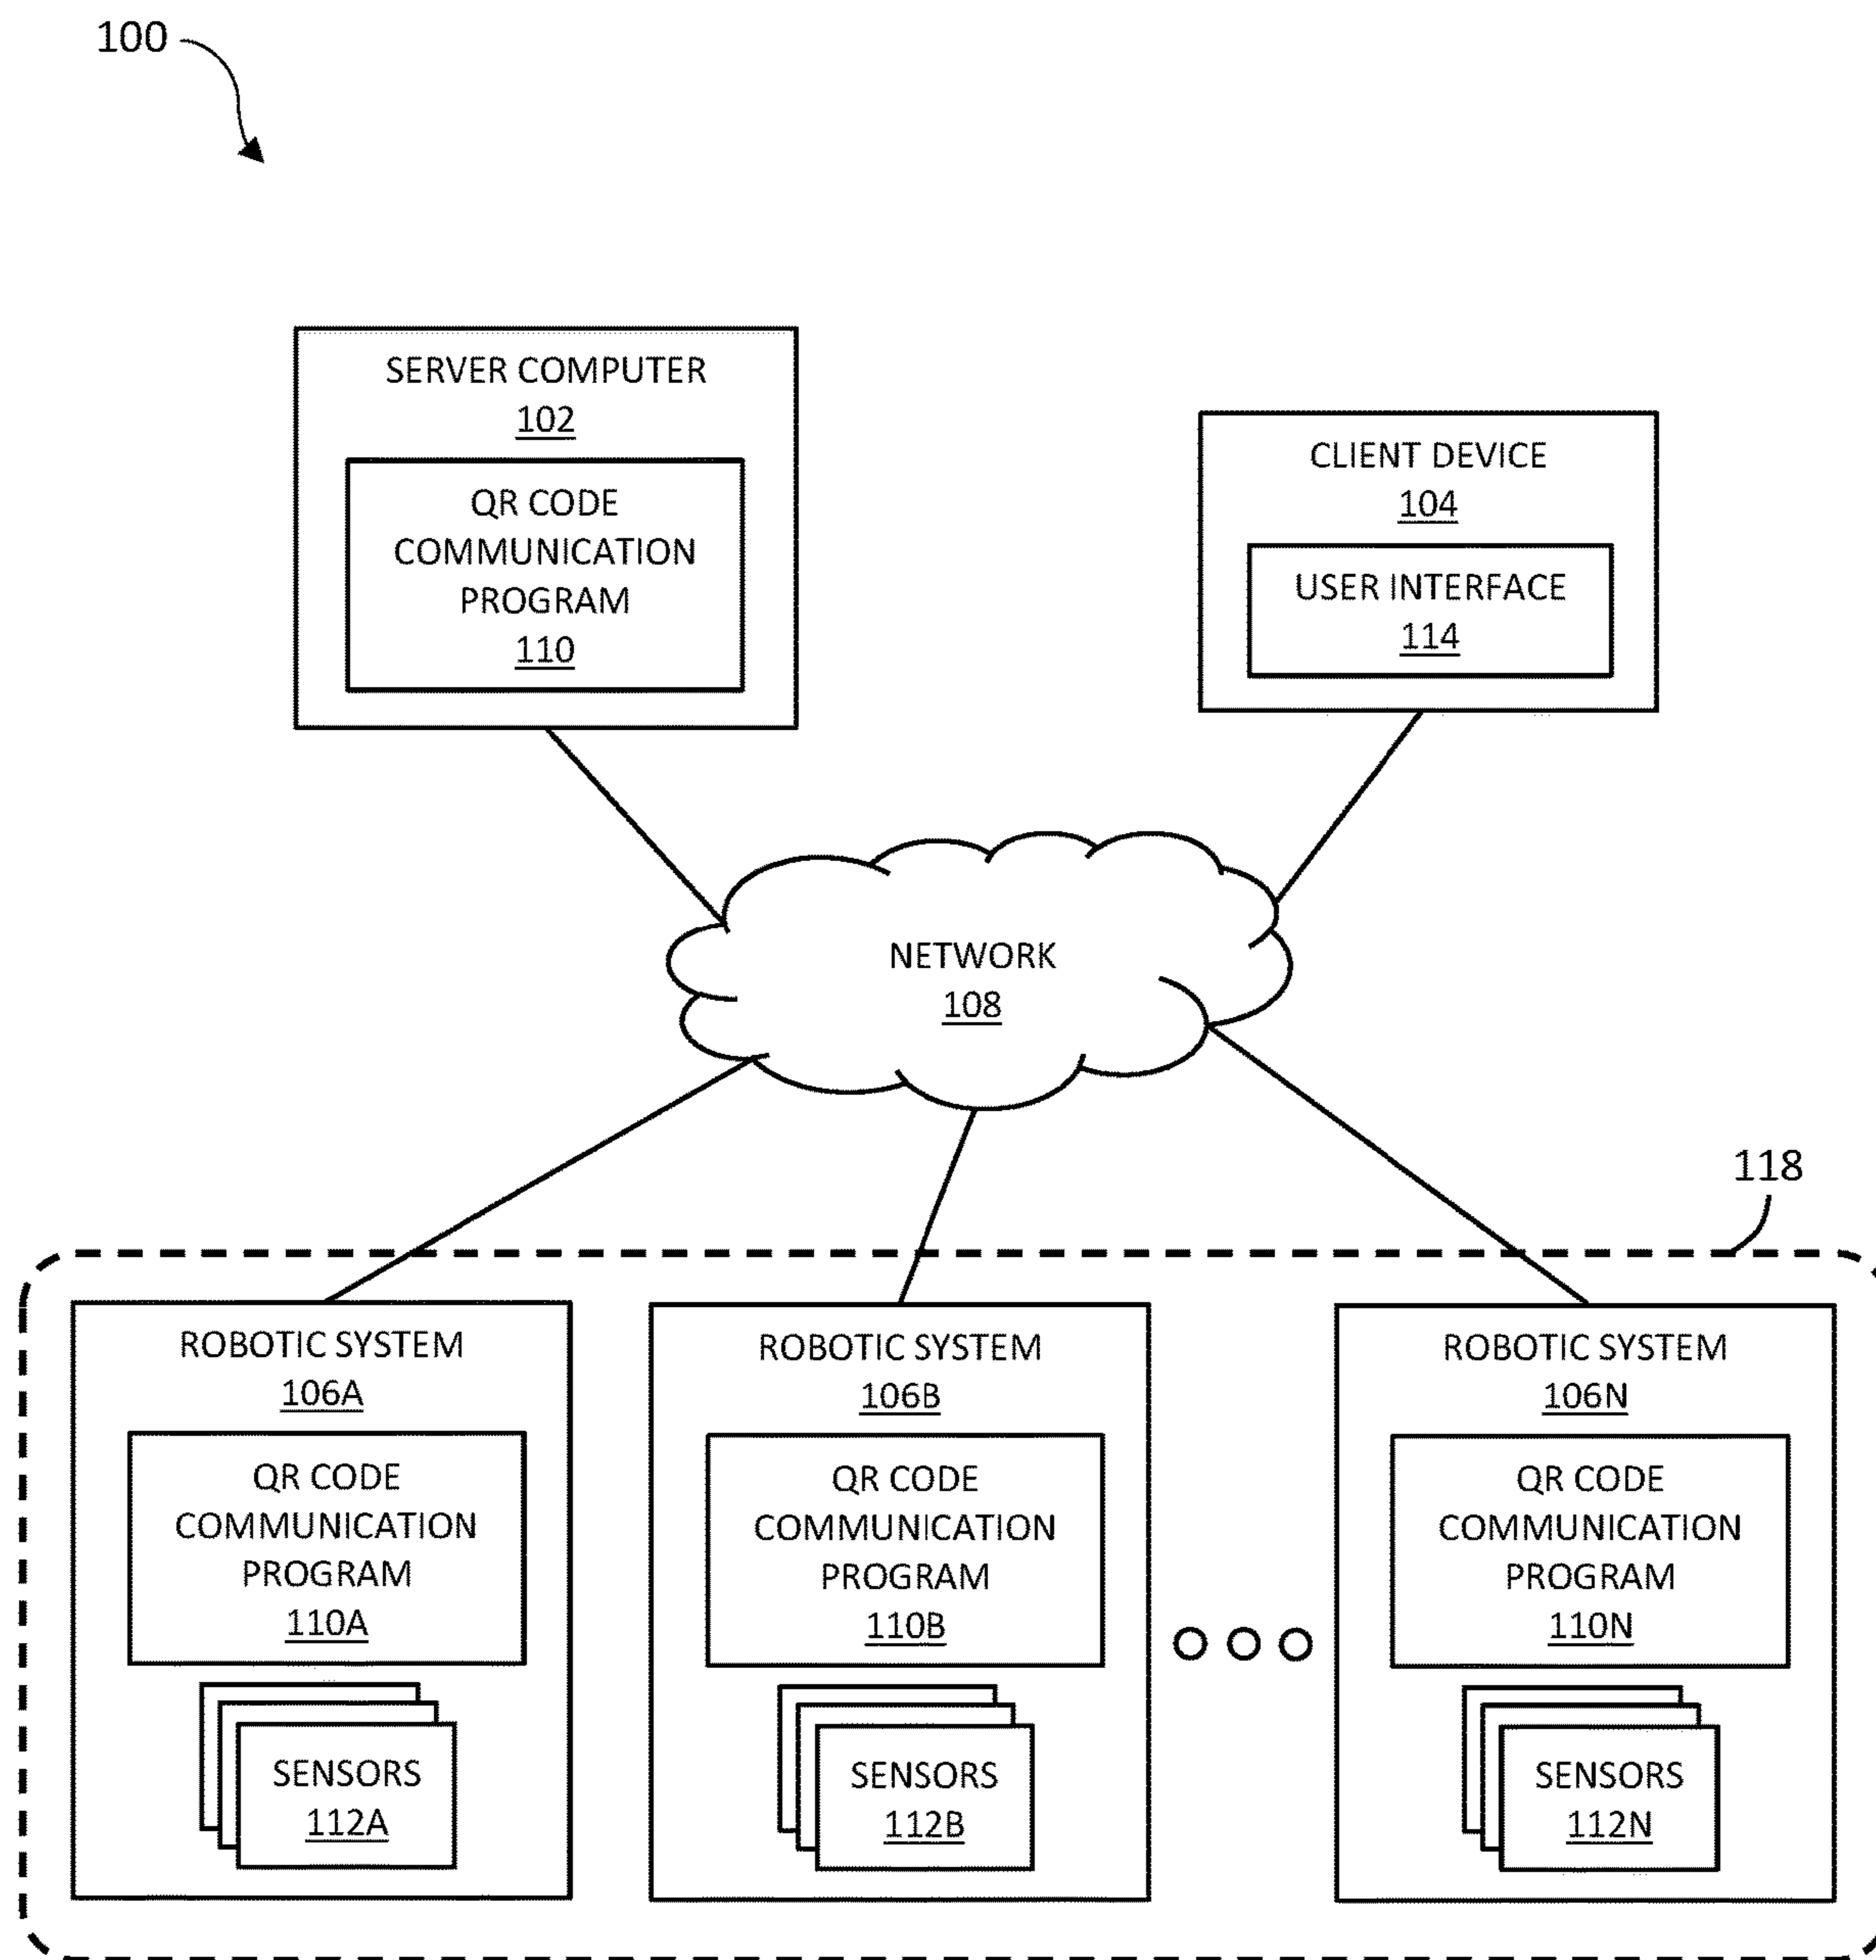 100
SERVER COMPUTER
102
QR CODE
COMMUNICATION
PROGRAM
110
CLIENT DEVICE
104
USER INTERFACE
114
NETWORK
108
118
ROBOTIC SYSTEM
106A
QR CODE
COMMUNICATION
PROGRAM
110A
SENSORS
112A
ROBOTIC SYSTEM
106B
QR CODE
COMMUNICATION
PROGRAM
110B
SENSORS
112B
ROBOTIC SYSTEM
106N
QR CODE
COMMUNICATION
PROGRAM
110N
SENSORS
112N